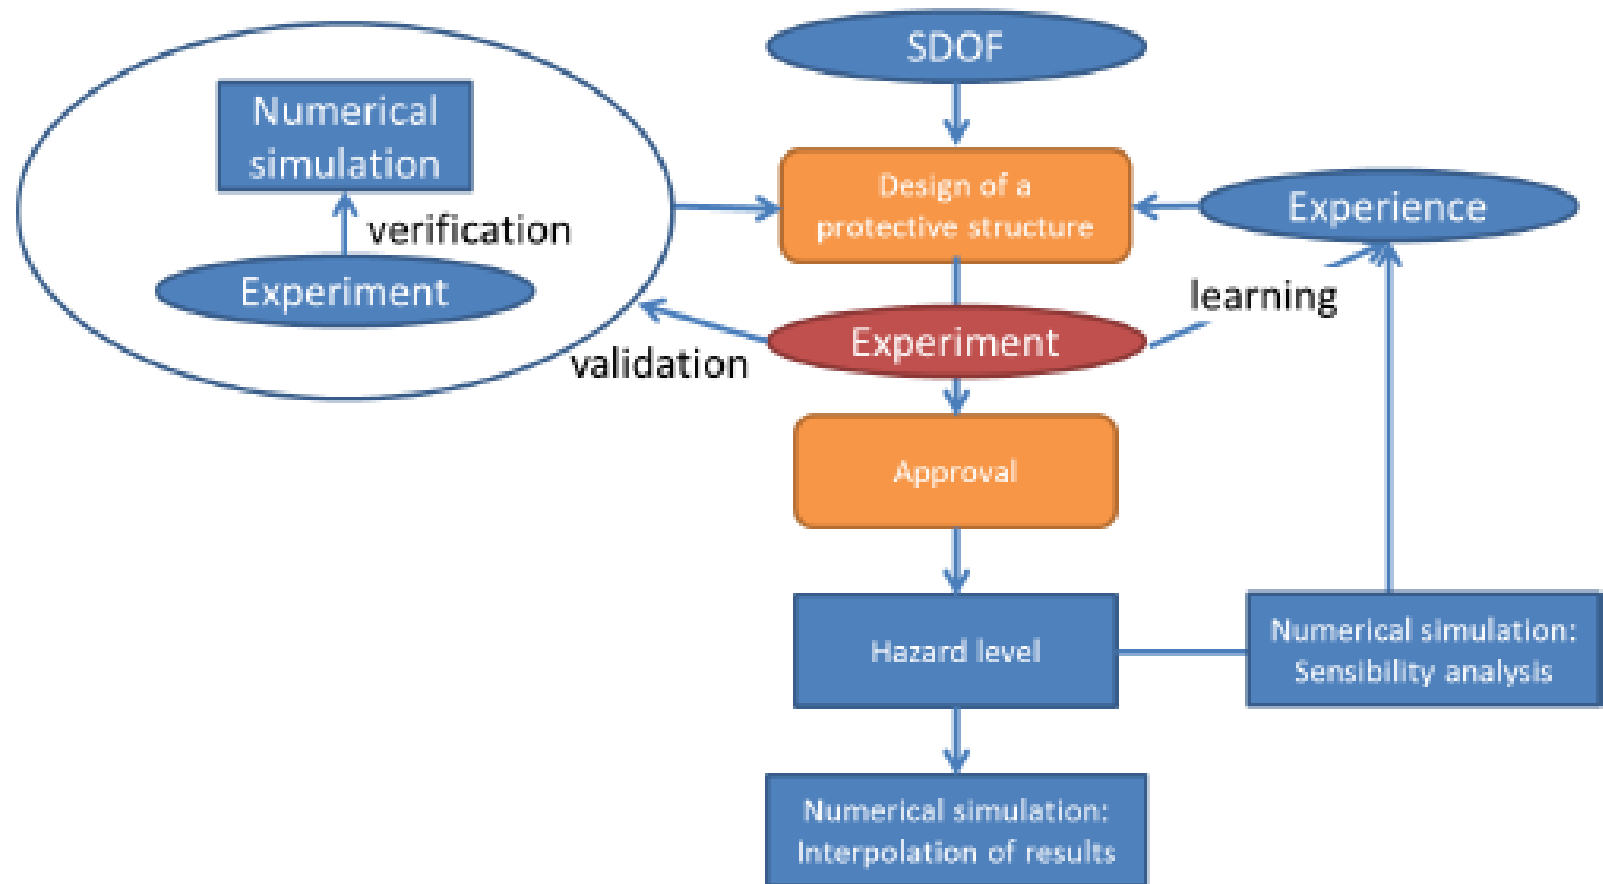 SDOF
Numerical
simulation
verification
Experiment
Design of a
protective structure
Experience
learning
Experiment
validation
Approval
Hazard level
Numerical simulation:
Sensibility analysis
Numerical simulation:
Interpolation of results